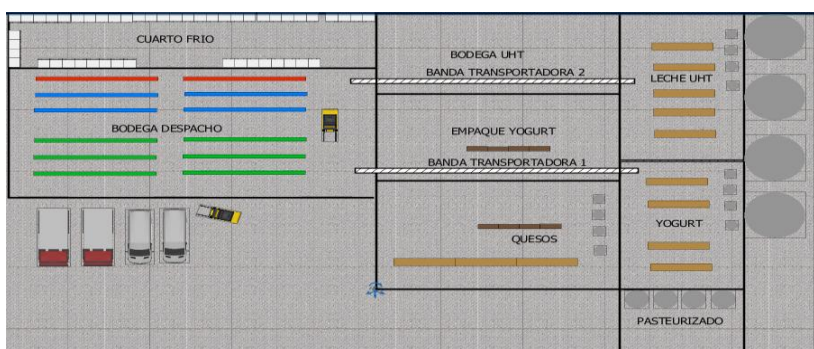 CUARTO FRIO
BODEGA UHT
BANDA TRANSPORTADORA 2
LECHE UHT
BODEGA DESPACHO
EMPAQUE YOGURT
BANDA TRANSPORTADORA 1
YOGURT
QUESOS
PASTEURIZADO